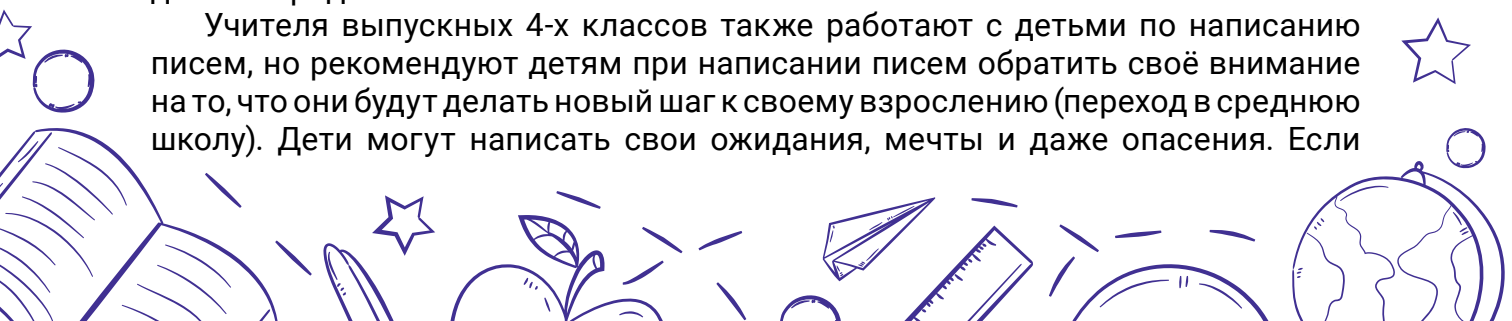 Учителя выпускных 4-х классов также работают с детьми по написанию
писем, но рекомендуют детям при написании писем обратить своё внимание
на то, что они будут делать новый шаг к своему взрослению (переход в среднюю
школу). Дети могут написать свои ожидания, мечты и даже опасения. Если